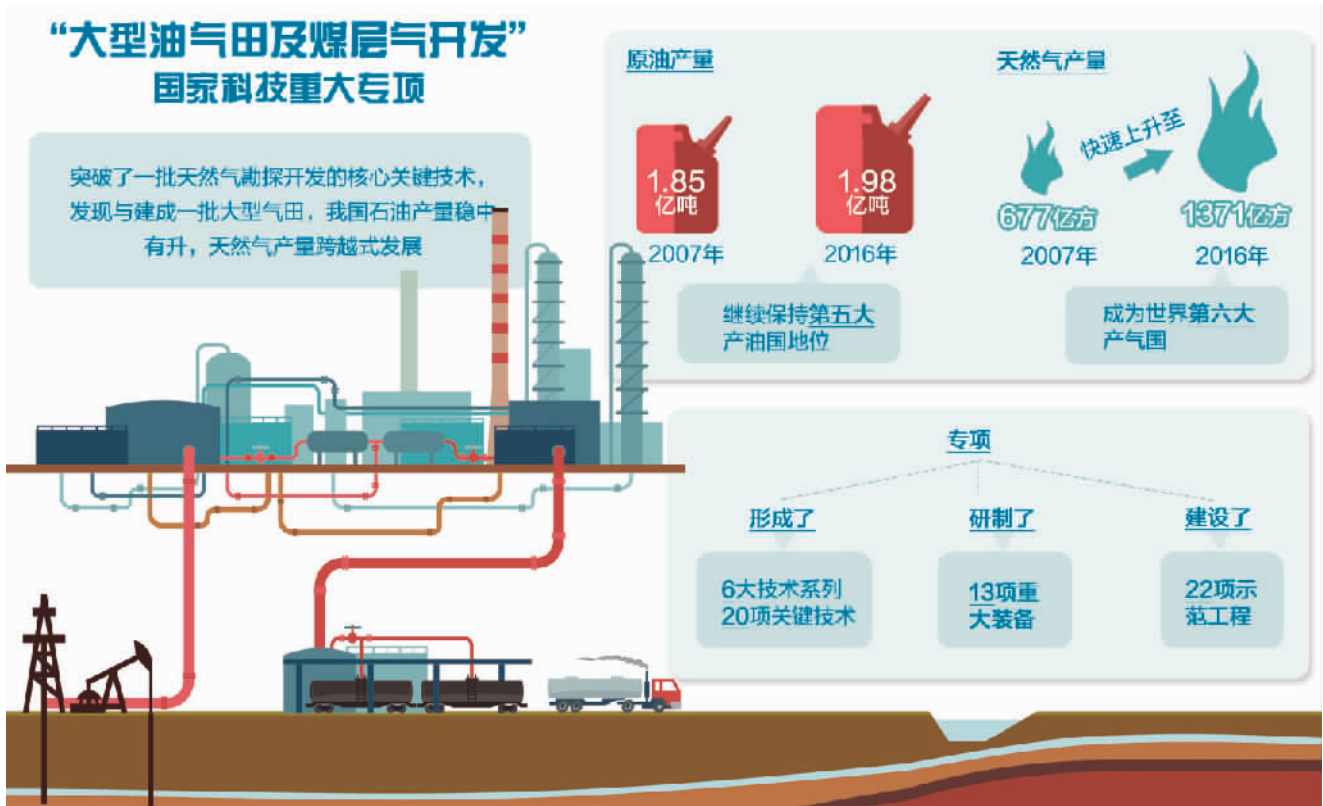 “大型油气田及煤层气开发”
国家科技重大专项
突破了一批天然气勘探开发的核心关键技术，
发现与建成一批大型气田，我国石油产量稳中
有升，天然气产量跨越式发展
原油产量
1.85
亿吨
2007年
1.98
亿吨
2016年
继续保持第五大
产油国地位
天然气产量
677亿方
2007年
快速上升至
1371亿方
2016年
成为世界第六大
产气国
专项
形成了
6大技术系列
20项关键技术
研制了
13项重
大装备
建设了
22项示
范工程